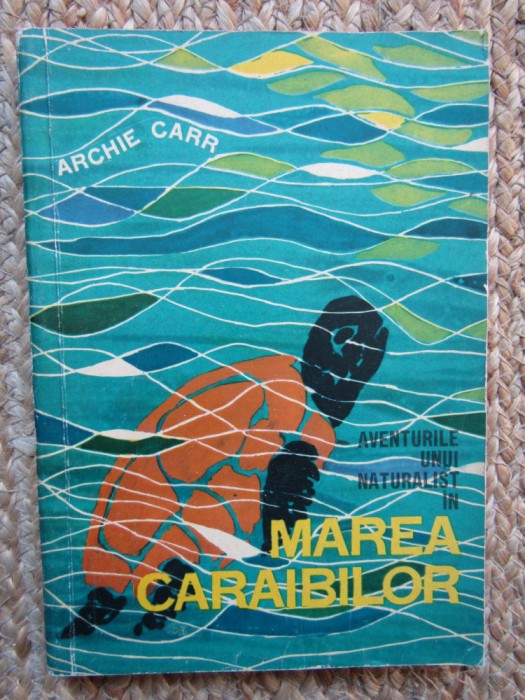 ARCHIE CARR
AVENTURILE
UNUI
NATURALIST
ÎN
MAREA
CARAIBILOR